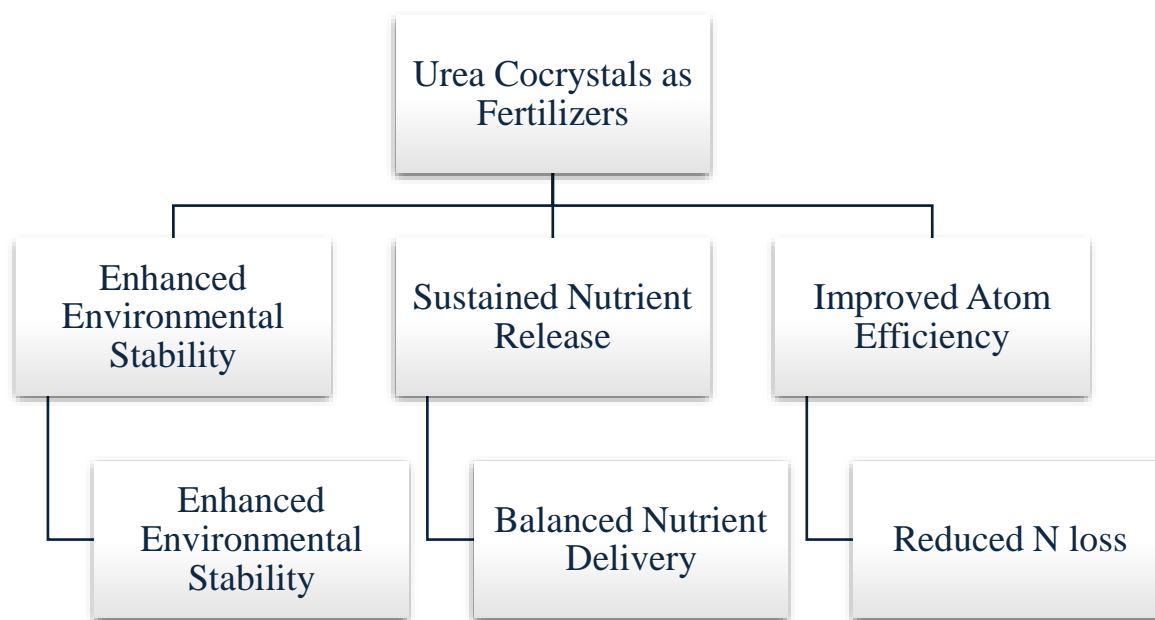 Urea Cocrystals as
Fertilizers
Enhanced
Environmental
Stability
Sustained Nutrient
Release
Improved Atom
Efficiency
Enhanced
Environmental
Stability
Balanced Nutrient
Delivery
Reduced N loss